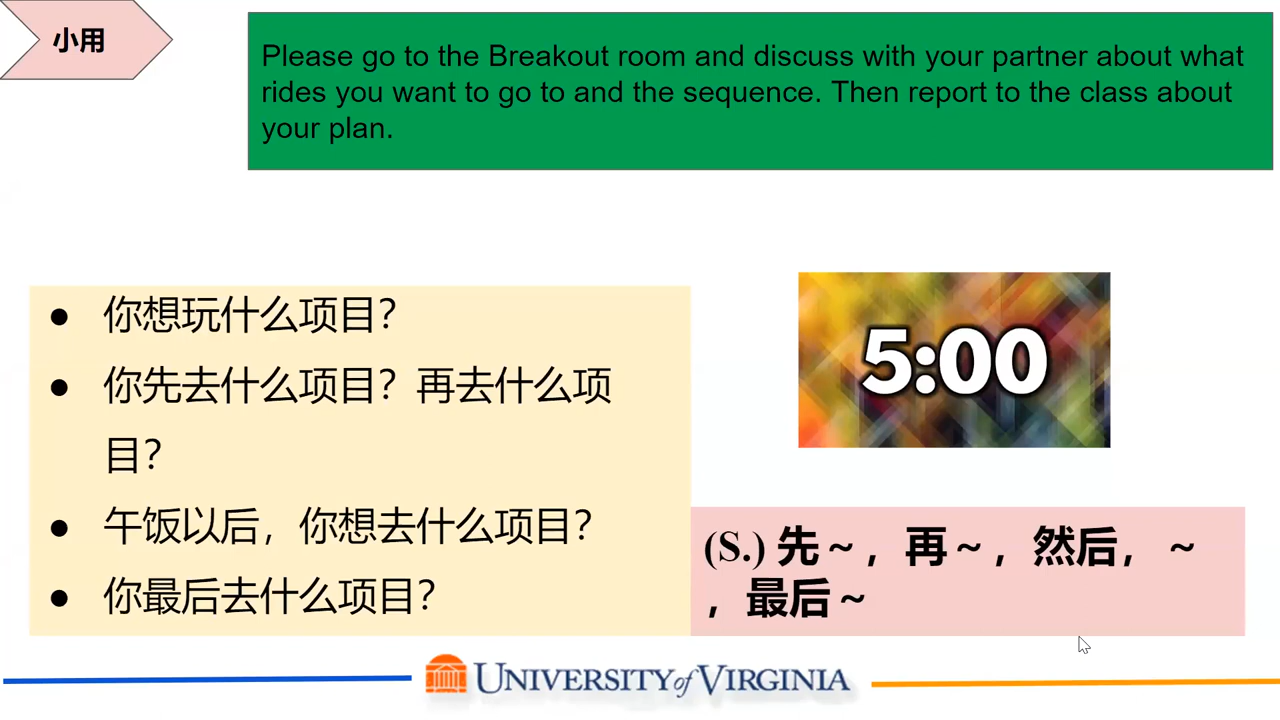 小用
Please go to the Breakout room and discuss with your partner about what
rides you want to go to and the sequence. Then report to the class about
your plan.
● 你想玩什么项目？
● 你先去什么项目？再去什么项
目？
● 午饭以后，你想去什么项目？
● 你最后去什么项目？
5:00
(S.) 先～，再～，然后，～
，最后～
UNIVERSITY of VIRGINIA